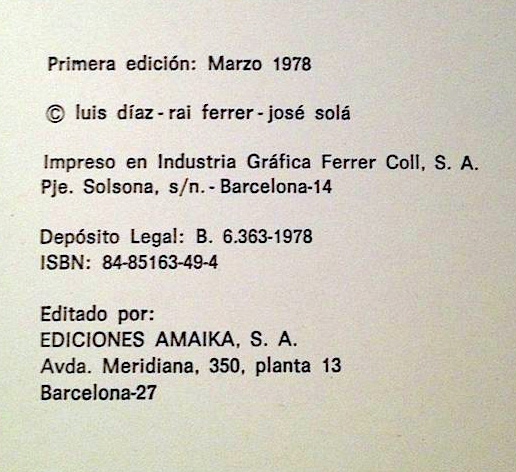 Primera edición: Marzo 1978
© luis díaz - rai ferrer - josé solá
Impreso en Industria Gráfica Ferrer Coll, S. A.
Pje. Solsona, s/n. - Barcelona-14
Depósito Legal: B. 6.363-1978
ISBN: 84-85163-49-4
Editado por:
EDICIONES AMAIKA, S. A.
Avda. Meridiana, 350, planta 13
Barcelona-27